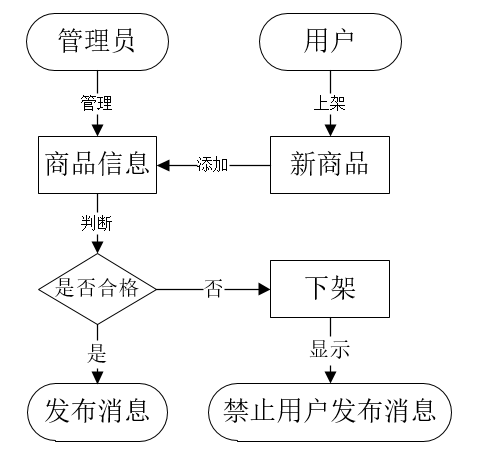 管理员
用户
管理
上架
商品信息
添加
新商品
判断
是否合格
否
下架
是
显示
发布消息
禁止用户发布消息